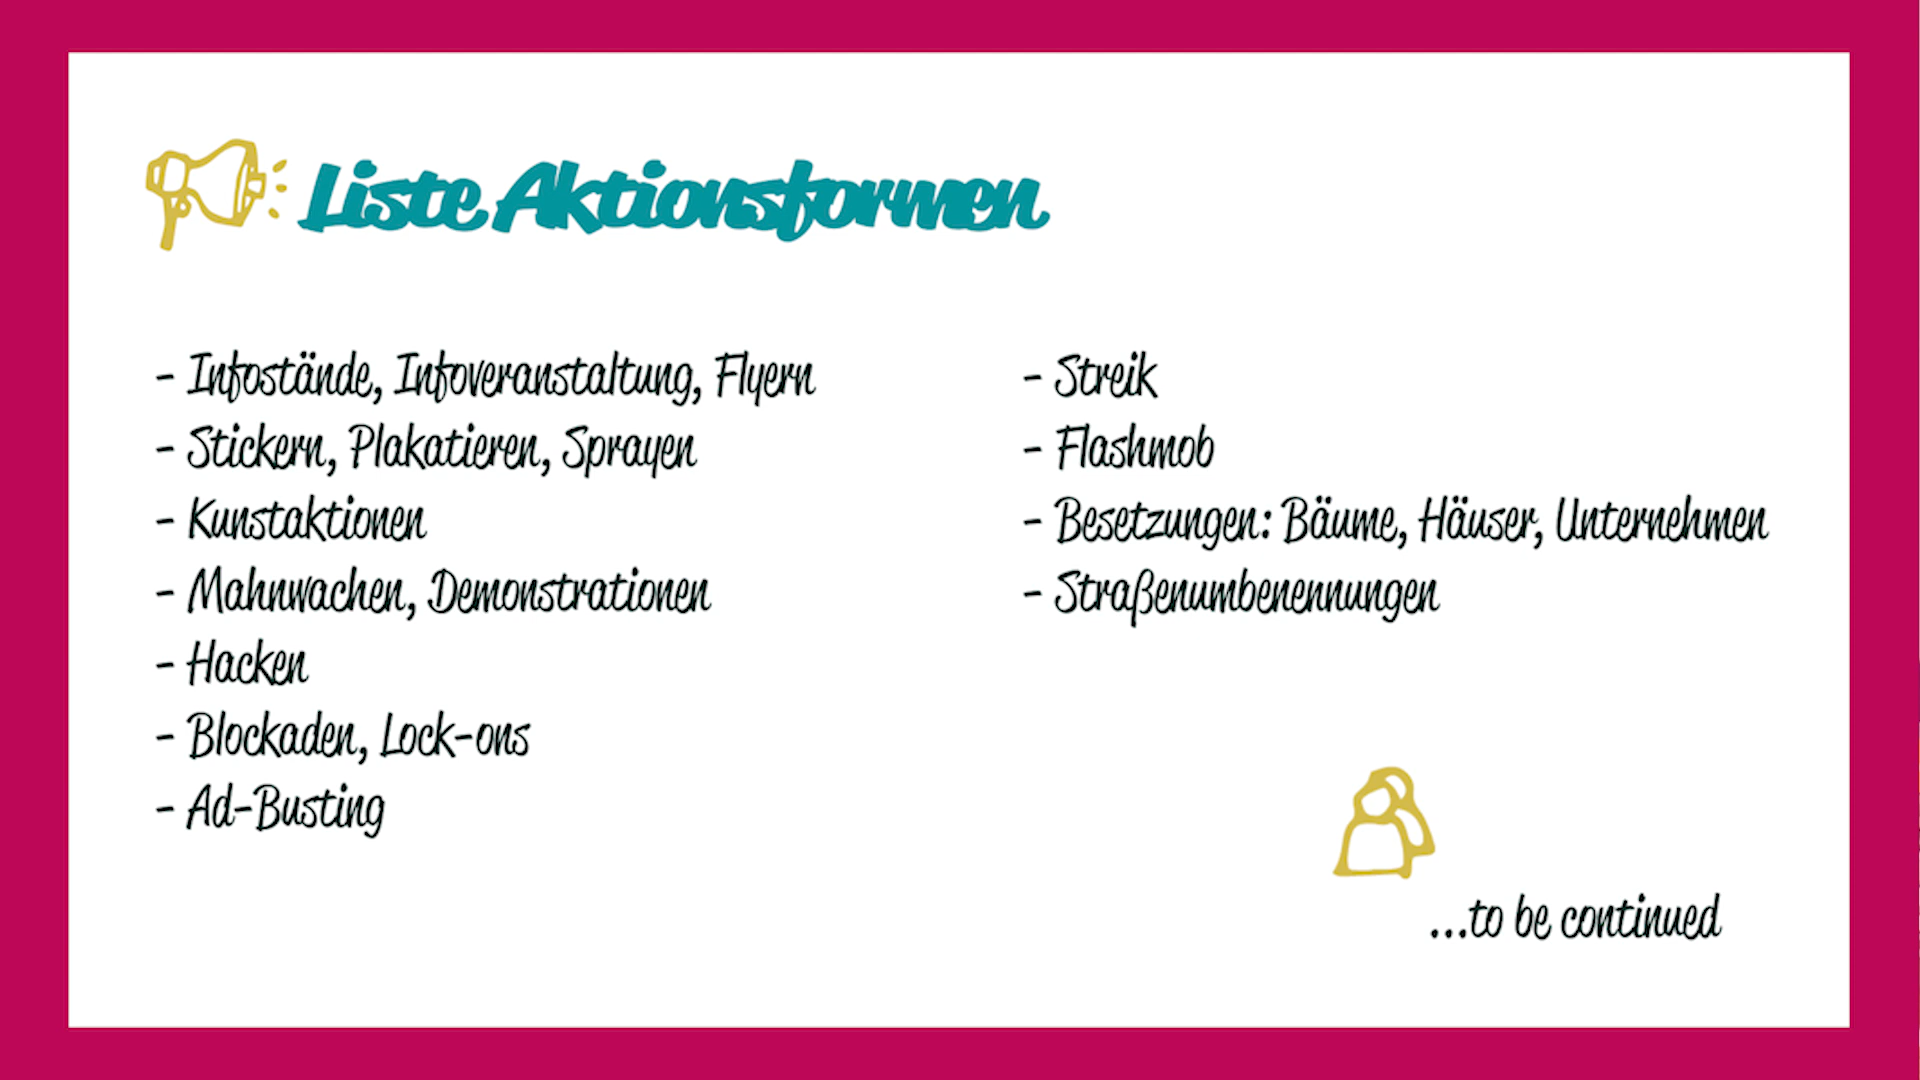 Liste Aktionsformen
- Infostände, Infoveranstaltung, Flyern
- Stickern, Plakatieren, Sprayen
- Kunstaktionen
- Mahnwachen, Demonstrationen
- Hacken
- Blockaden, Lock-ons
- Ad-Busting
- Streik
- Flashmob
- Besetzungen: Bäume, Häuser, Unternehmen
- Straßenumbenennungen
...to be continued